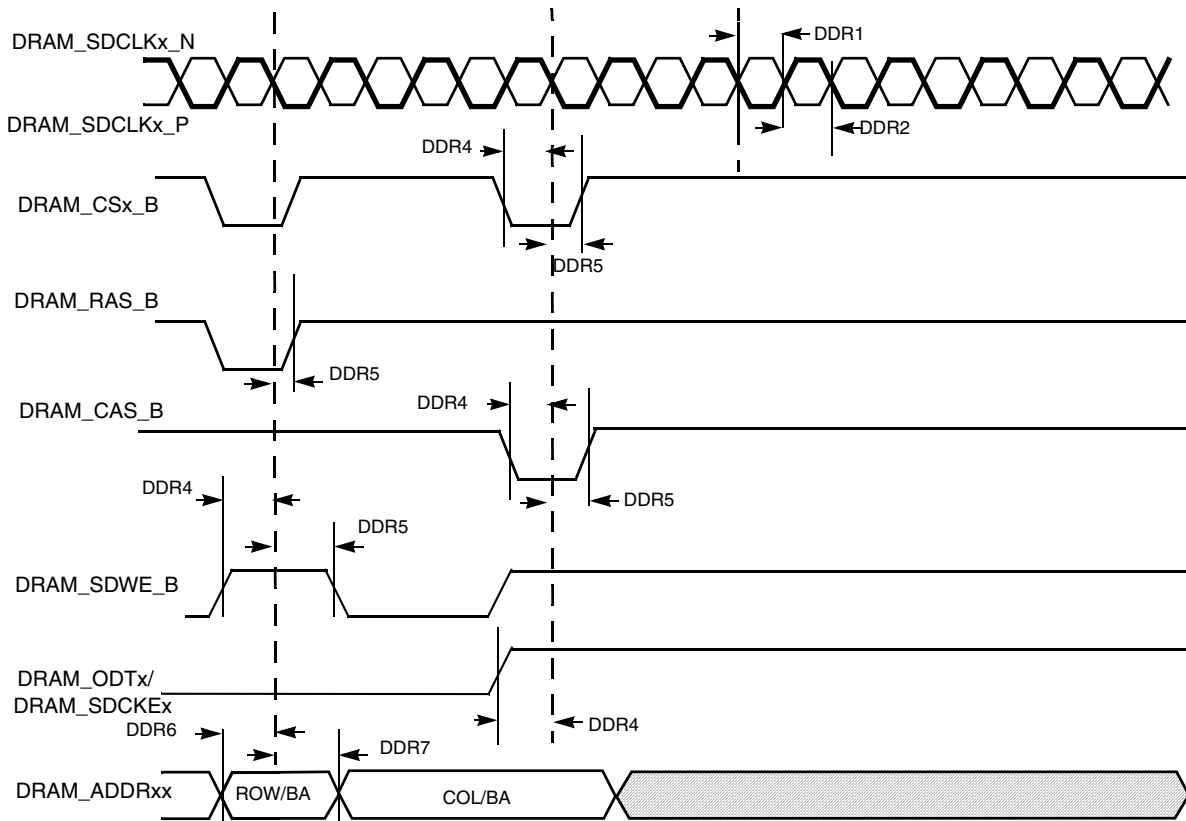 DRAM_SDCLKx_N
DDR1
DRAM_SDCLKx_P
DDR2
DDR4
DRAM_CSx_B
DDR5
DRAM_RAS_B
DDR5
DDR4
DRAM_CAS_B
DDR4
DDR5
DDR5
DRAM_SDWE_B
DRAM_ODTx/
DRAM_SDCKEx
DDR4
DDR6
DDR7
DRAM_ADDRxx
ROW/BA
COL/BA